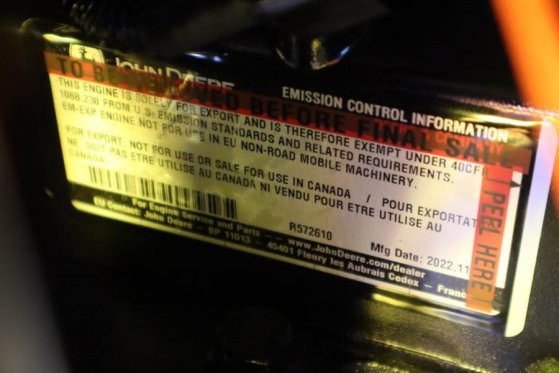 JOHN DEERE
EMISSION CONTROL INFORMATION
TO BE REMOVED BEFORE FINAL SALE
THIS ENGINE IS SOLELY FOR EXPORT AND IS THEREFORE EXEMPT UNDER 40CFR
1068.230 FROM U.S. EMISSION STANDARDS AND RELATED REQUIREMENTS.
EM-EXP ENGINE NOT FOR USE IN EU NON-ROAD MOBILE MACHINERY.
FOR EXPORT. NOT FOR USE OR SALE FOR USE IN CANADA / POUR EXPORTAT
NE DOIT PAS ETRE UTILISE AU CANADA NI VENDU POUR ETRE UTILISE AU
CANADA.
R572610
Mfg Date: 2022.11
For Engine Service and Parts -- www.JohnDeere.com/dealer
EU Contact: John Deere - BP 11013 - 45401 Fleury les Aubrais Cedex - Franc
PEEL HERE